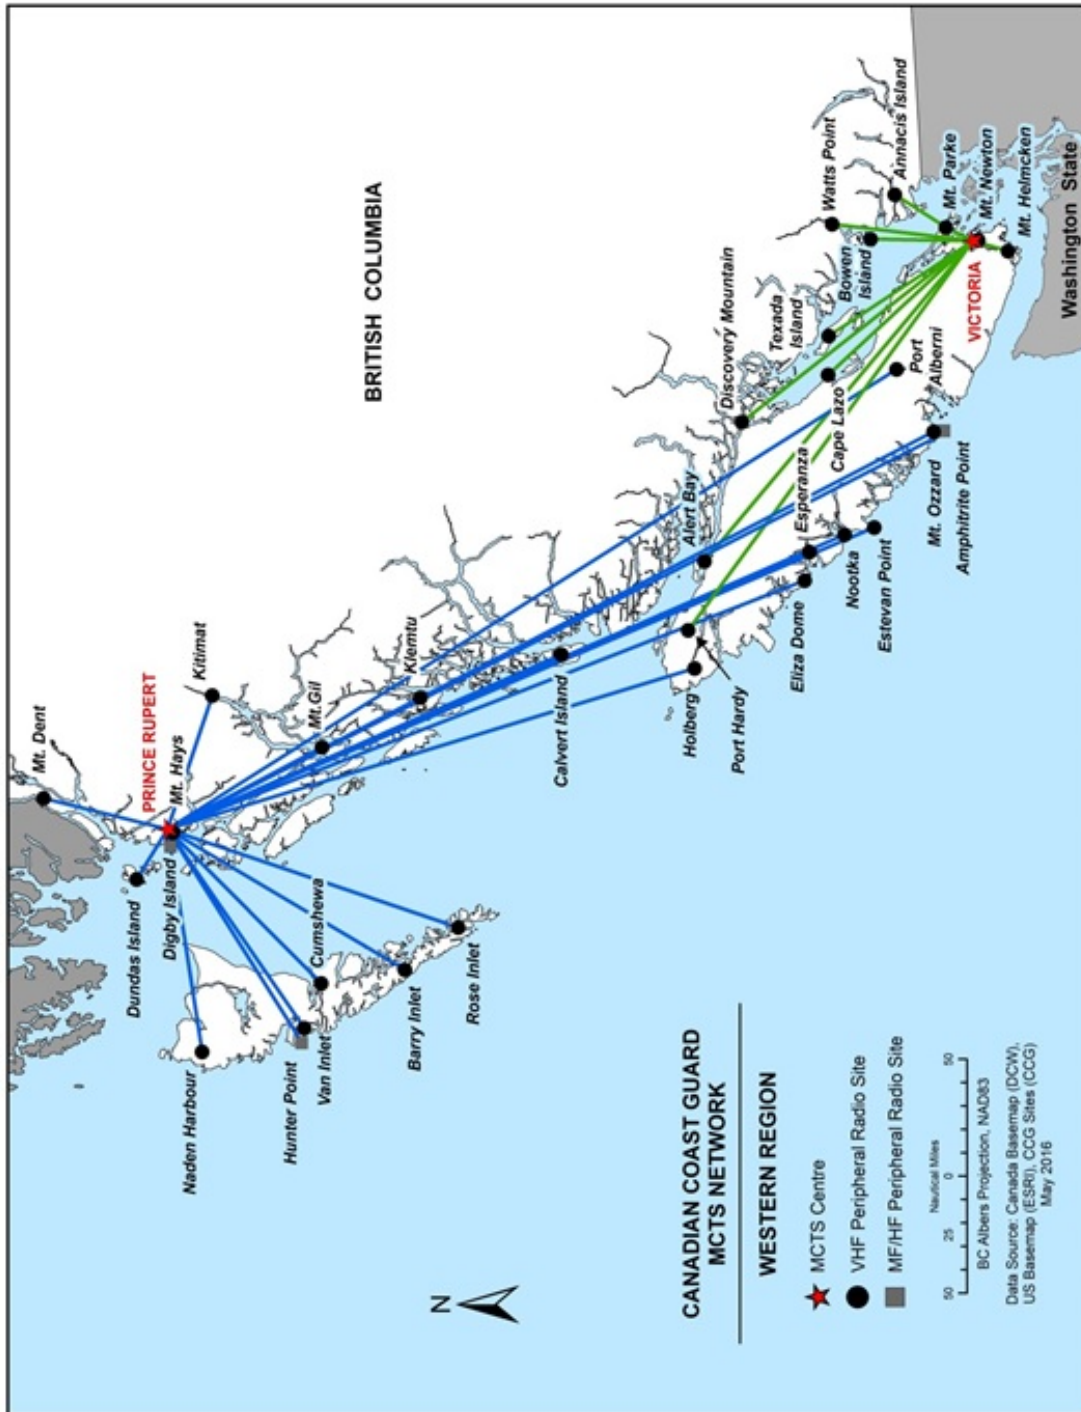 Mt. Dent
PRINCE RUPERT
Mt. Hays
Kitimat
Dundas Island
Digby Island
Mt.Gil
Klemtu
Naden Harbour
Hunter Point
Van Inlet
Cumshewa
Barry Inlet
Rose Inlet
BRITISH COLUMBIA
Calvert Island
Alert Bay
Discovery Mountain
Holberg
Port Hardy
Texada
Island
Watts Point
Bowen
Island
Annacis Island
Eliza Dome
Esperanza
Cape Lazo
Nootka
Estevan Point
Port
Alberni
Mt. Ozzard
Amphitrite Point
Mt. Parke
Mt. Newton
VICTORIA
Mt. Helmcken
Washington State
N
CANADIAN COAST GUARD
MCTS NETWORK
WESTERN REGION
MCTS Centre
VHF Peripheral Radio Site
MF/HF Peripheral Radio Site
Nautical Miles
50 25 0 50
BC Albers Projection, NAD83
Data Source: Canada Basemap (DCW),
US Basemap (ESRI), CCG Sites (CCG)
May 2016